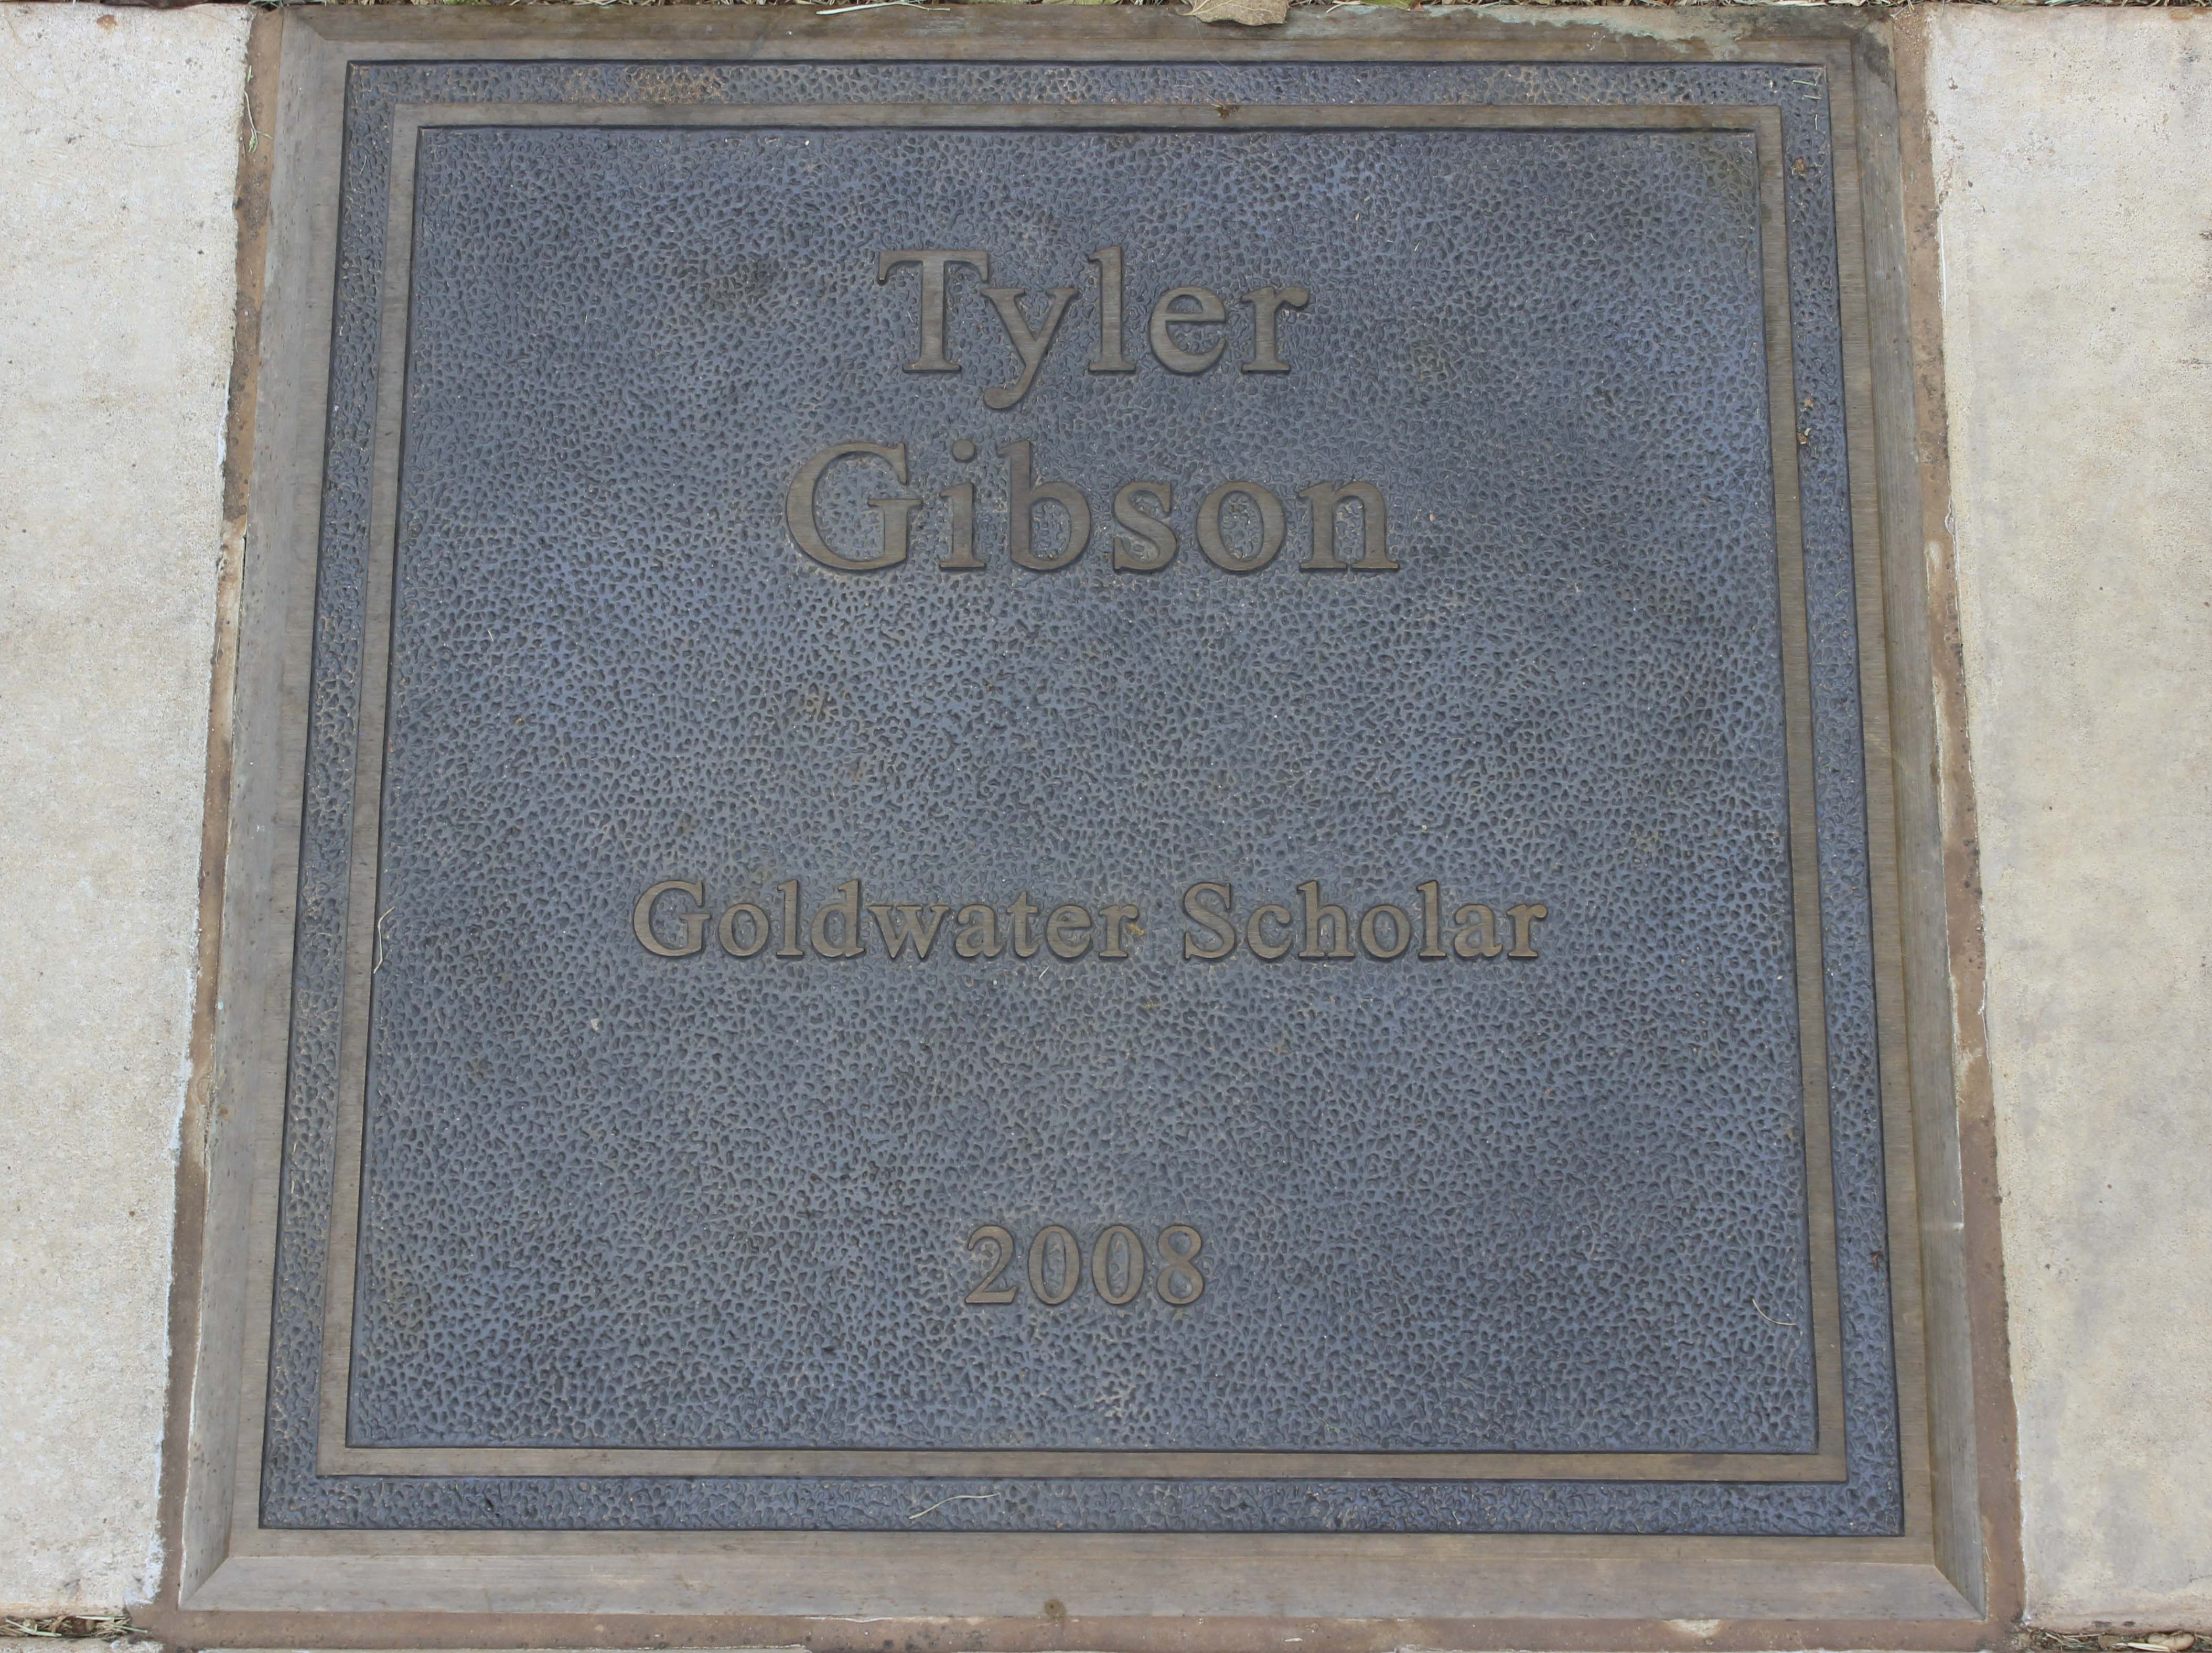 Tyler
Gibson
Goldwater Scholar
2008